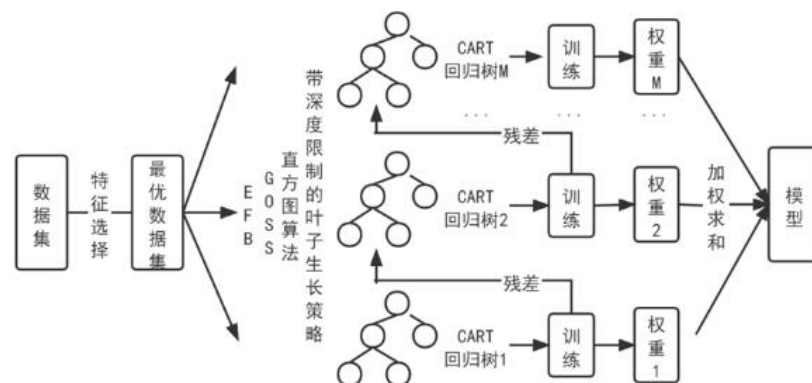 数据集
特征选择
最优数据集
EFB
GOSS
直方图算法
带深度限制的叶子生长策略
CART
回归树M
训练
权重M
...
...
...
残差
CART
回归树2
训练
权重2
残差
CART
回归树1
训练
权重1
加权求和
模型